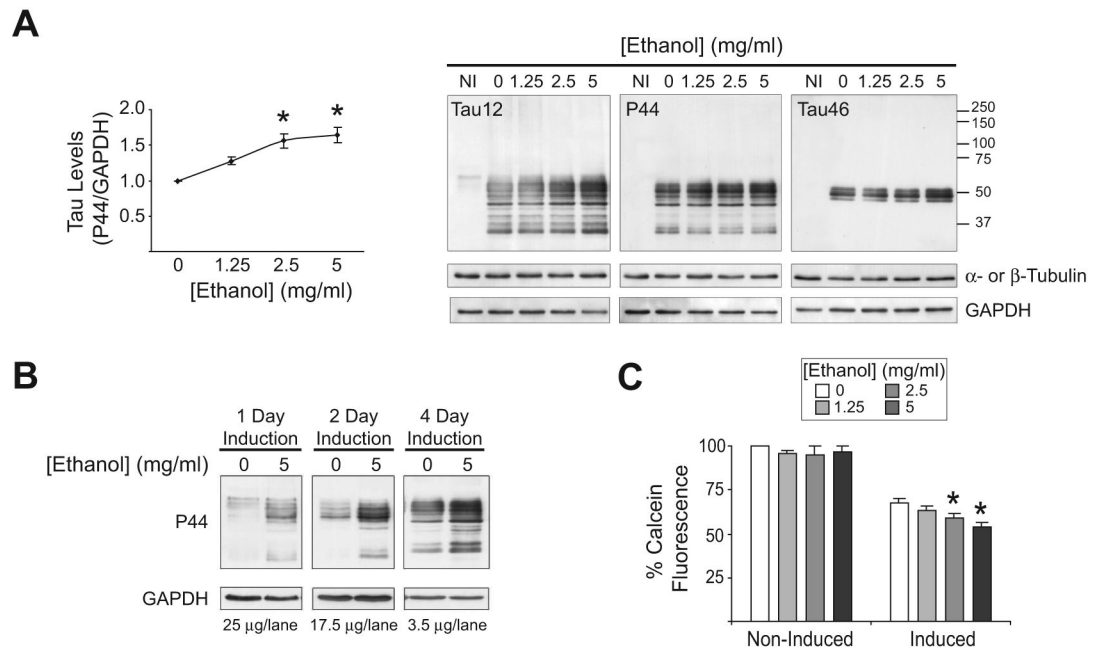 A
[Ethanol] (mg/ml)
NI 0 1.25 2.5 5 NI 0 1.25 2.5 5 NI 0 1.25 2.5 5
Tau12 P44 Tau46
250
150
100
75
50
37
α- or β-Tubulin
GAPDH
Tau Levels
(P44/GAPDH)
2.0
1.5
1.0
0.5
* *
0 1.25 2.5 5
[Ethanol] (mg/ml)
B
1 Day Induction 2 Day Induction 4 Day Induction
[Ethanol] (mg/ml) 0 5 0 5 0 5
P44
GAPDH
25 μg/lane 17.5 μg/lane 3.5 μg/lane
C
[Ethanol] (mg/ml)
0 2.5
1.25 5
% Calcein
Fluorescence
100
75
50
25
* *
Non-Induced Induced